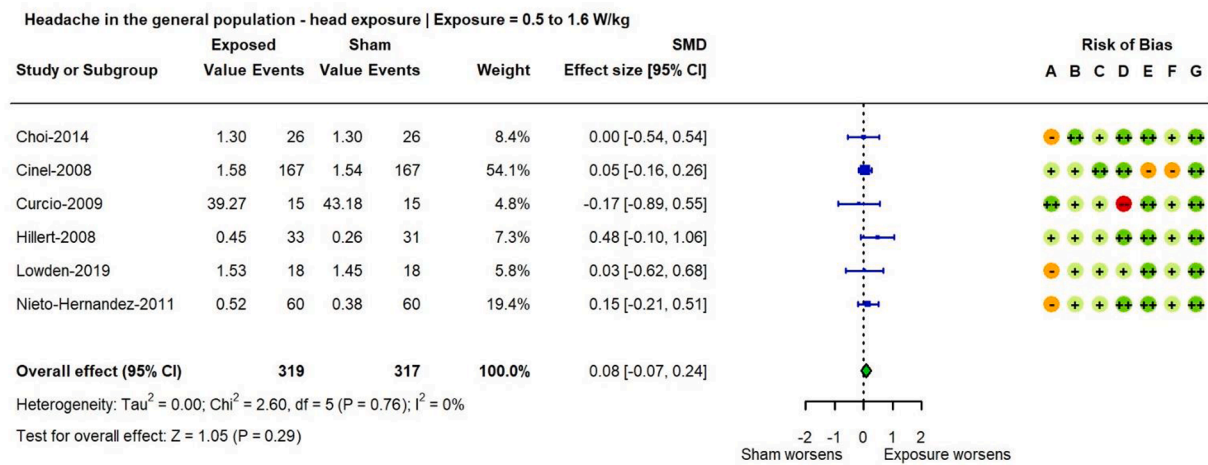 Headache in the general population - head exposure | Exposure = 0.5 to 1.6 W/kg
Exposed Sham SMD Risk of Bias
Study or Subgroup Value Events Value Events Weight Effect size [95% CI] A B C D E F G
Choi-2014 1.30 26 1.30 26 8.4% 0.00 [-0.54, 0.54] - ++ + ++ ++ + ++
Cinel-2008 1.58 167 1.54 167 54.1% 0.05 [-0.16, 0.26] + + ++ ++ - - ++
Curcio-2009 39.27 15 43.18 15 4.8% -0.17 [-0.89, 0.55] ++ + + -- ++ + ++
Hillert-2008 0.45 33 0.26 31 7.3% 0.48 [-0.10, 1.06] + + + ++ ++ + ++
Lowden-2019 1.53 18 1.45 18 5.8% 0.03 [-0.62, 0.68] - + + + ++ + ++
Nieto-Hernandez-2011 0.52 60 0.38 60 19.4% 0.15 [-0.21, 0.51] - + + ++ ++ + ++
Overall effect (95% CI) 319 317 100.0% 0.08 [-0.07, 0.24]
Heterogeneity: Tau² = 0.00; Chi² = 2.60, df = 5 (P = 0.76); I² = 0%
Test for overall effect: Z = 1.05 (P = 0.29)
-2 -1 0 1 2
Sham worsens Exposure worsens